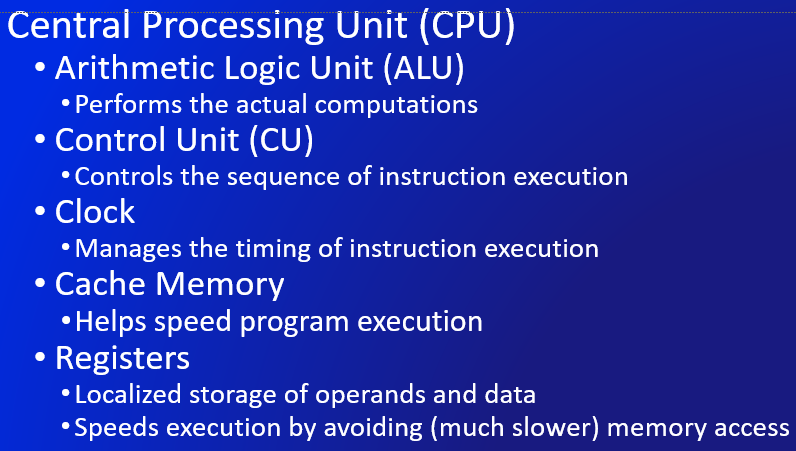 Central Processing Unit (CPU)
• Arithmetic Logic Unit (ALU)
• Performs the actual computations
• Control Unit (CU)
• Controls the sequence of instruction execution
• Clock
• Manages the timing of instruction execution
• Cache Memory
• Helps speed program execution
• Registers
• Localized storage of operands and data
• Speeds execution by avoiding (much slower) memory access